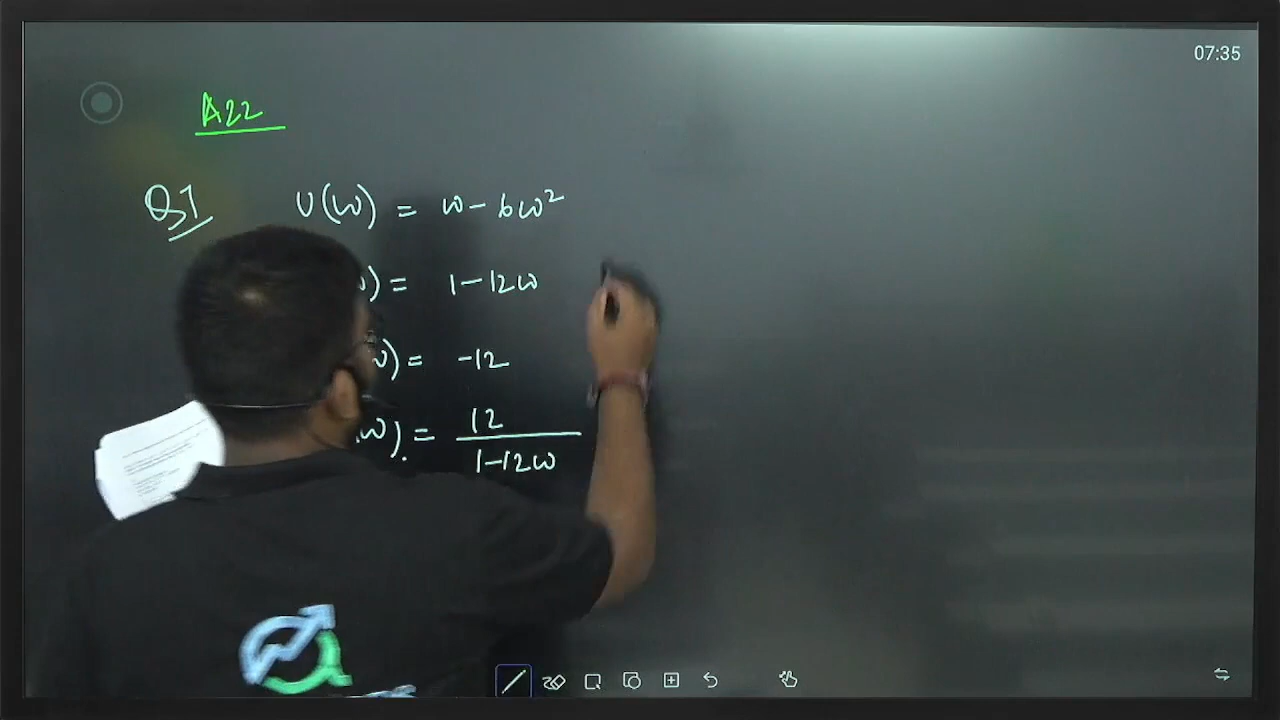 07:35
A22
Q1 U(w) = w - 6w²
w) = 1 - 12w
w) = -12
(w) = 12 / 1 - 12w